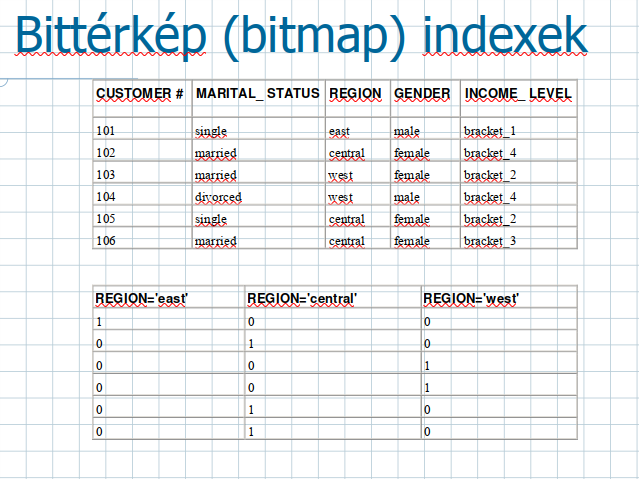 Bittérkép (bitmap) indexek
CUSTOMER # MARITAL_ STATUS REGION GENDER INCOME_ LEVEL
101 single east male bracket_1
102 married central female bracket_4
103 married west female bracket_2
104 divorced west male bracket_4
105 single central female bracket_2
106 married central female bracket_3
REGION='east' REGION='central' REGION='west'
1 0 0
0 1 0
0 0 1
0 0 1
0 1 0
0 1 0